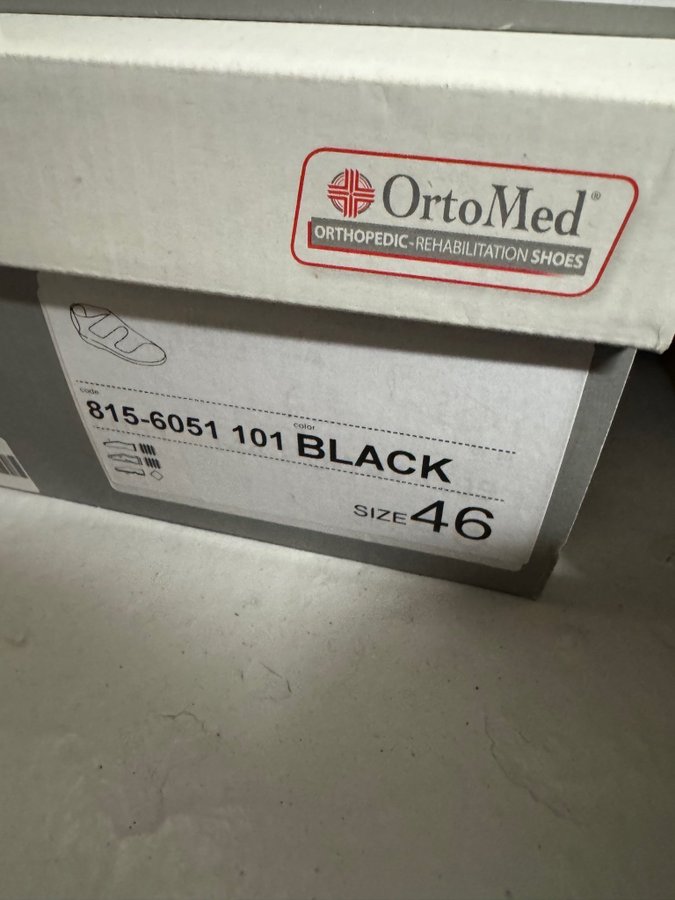 OrtoMed®
ORTHOPEDIC-REHABILITATION SHOES
code
color
815-6051 101 BLACK
SIZE 46